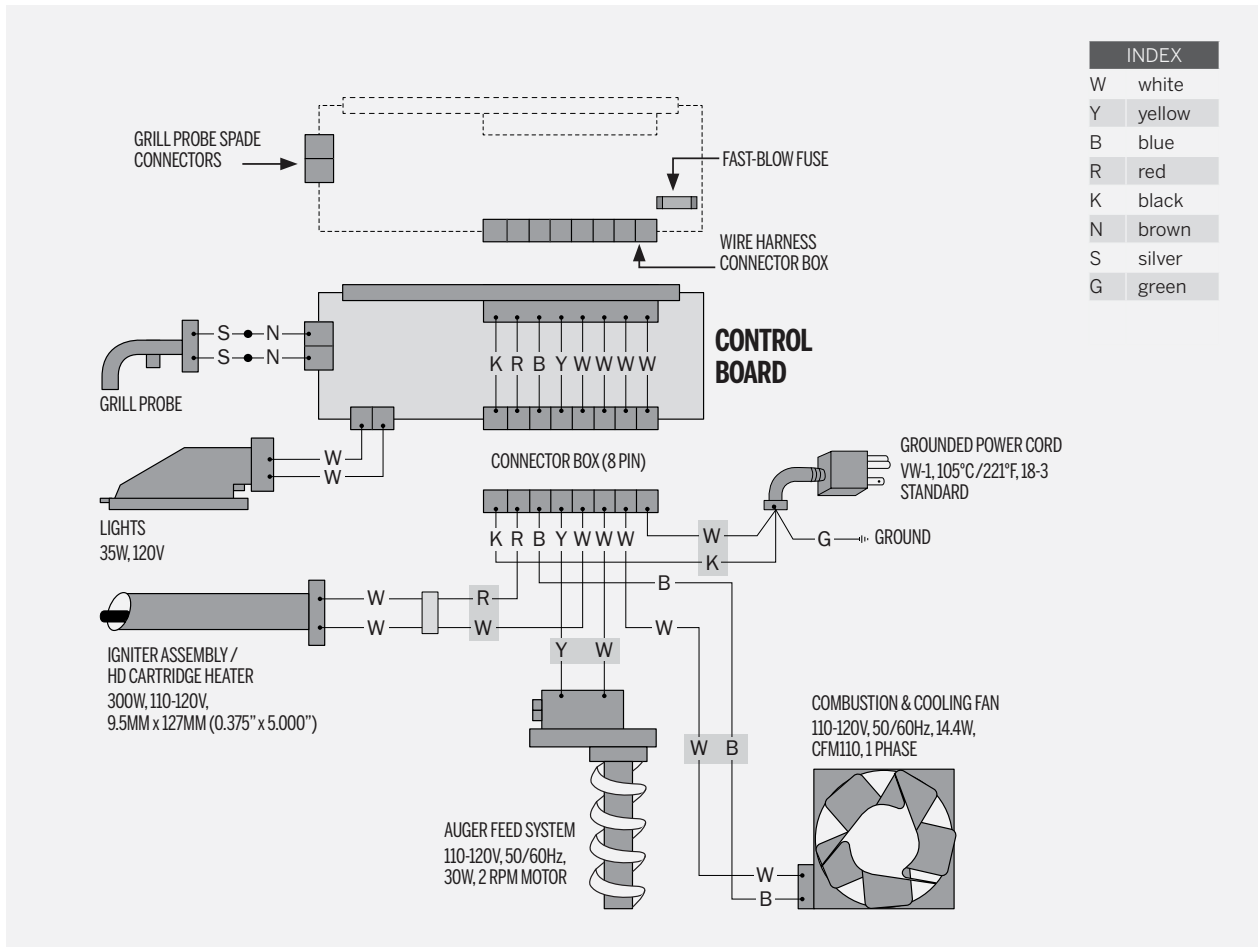 INDEX
W white
Y yellow
B blue
R red
K black
N brown
S silver
G green
GRILL PROBE SPADE
CONNECTORS
FAST-BLOW FUSE
WIRE HARNESS
CONNECTOR BOX
S N
S N
K R B Y W W W W
CONTROL
BOARD
GRILL PROBE
W
W
LIGHTS
35W, 120V
CONNECTOR BOX (8 PIN)
GROUNDED POWER CORD
VW-1, 105°C/221°F, 18-3
STANDARD
K R B Y W W W
W
K
G GROUND
B
W R
W W
W
IGNITER ASSEMBLY /
HD CARTRIDGE HEATER
300W, 110-120V,
9.5MM x 127MM (0.375” x 5.000”)
Y W
W B
COMBUSTION & COOLING FAN
110-120V, 50/60Hz, 14.4W,
CFM110, 1 PHASE
AUGER FEED SYSTEM
110-120V, 50/60Hz,
30W, 2 RPM MOTOR
W
B